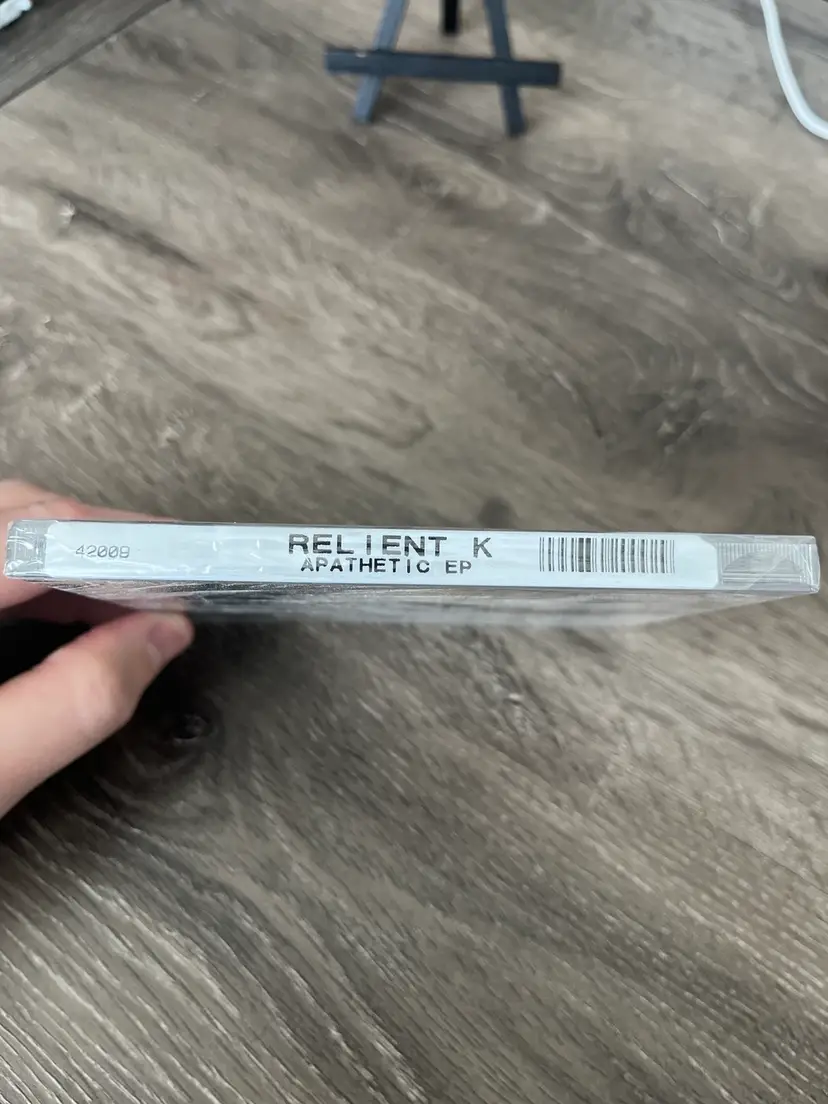 42009
RELIENT K
APATHETIC EP